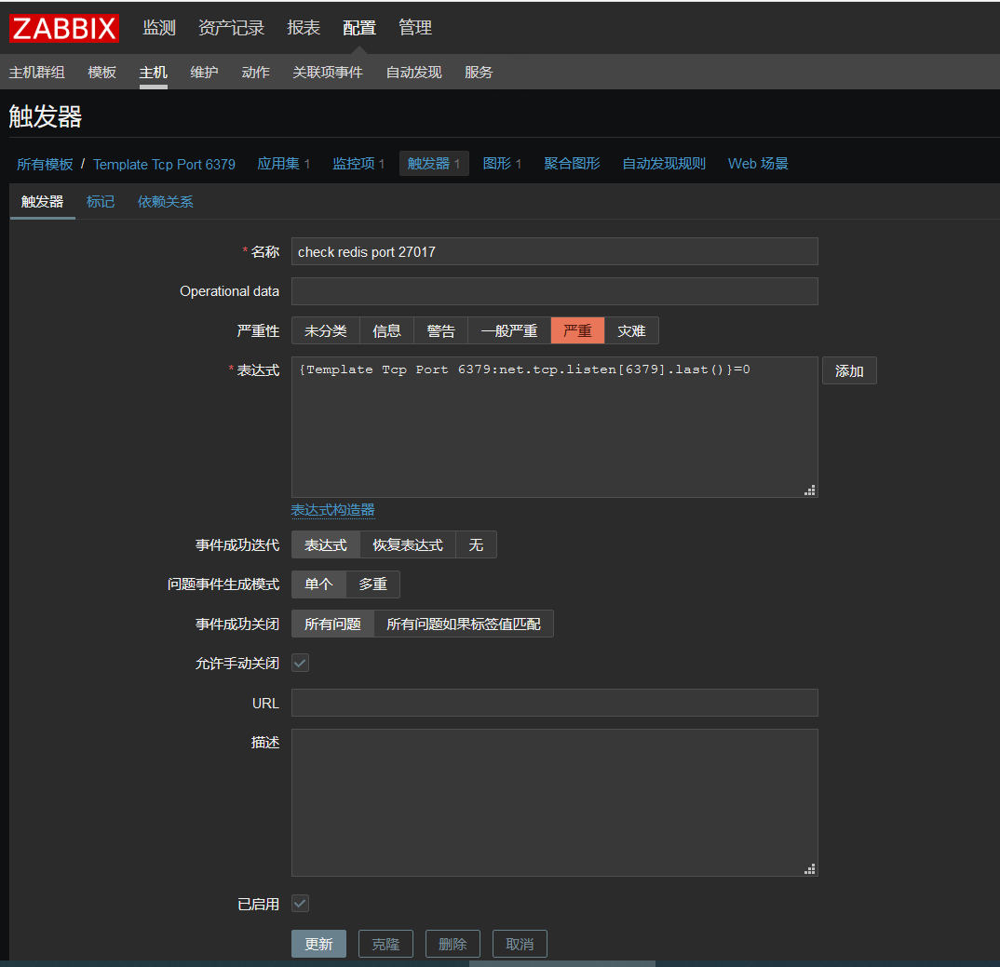 ZABBIX 监测 资产记录 报表 配置 管理
主机群组 模板 主机 维护 动作 关联项事件 自动发现 服务
触发器
所有模板 / Template Tcp Port 6379 应用集 1 监控项 1 触发器 1 图形 1 聚合图形 自动发现规则 Web 场景
触发器 标记 依赖关系
* 名称 check redis port 27017
Operational data
严重性 未分类 信息 警告 一般严重 严重 灾难
* 表达式 {Template Tcp Port 6379:net.tcp.listen[6379].last()}=0 添加
表达式构造器
事件成功迭代 表达式 恢复表达式 无
问题事件生成模式 单个 多重
事件成功关闭 所有问题 所有问题如果标签值匹配
允许手动关闭
URL
描述
已启用
更新 克隆 删除 取消